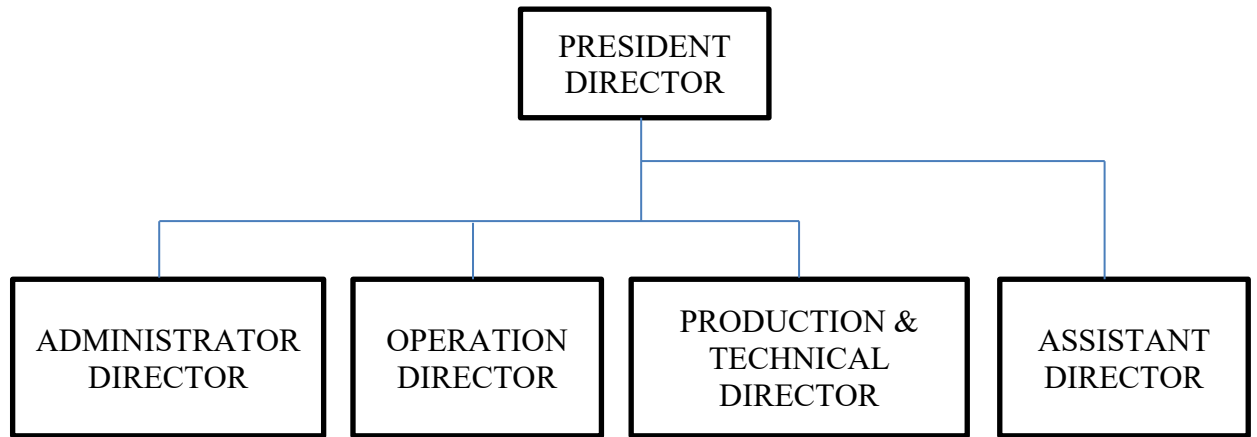 PRESIDENT
DIRECTOR
ADMINISTRATOR
DIRECTOR
OPERATION
DIRECTOR
PRODUCTION &
TECHNICAL
DIRECTOR
ASSISTANT
DIRECTOR